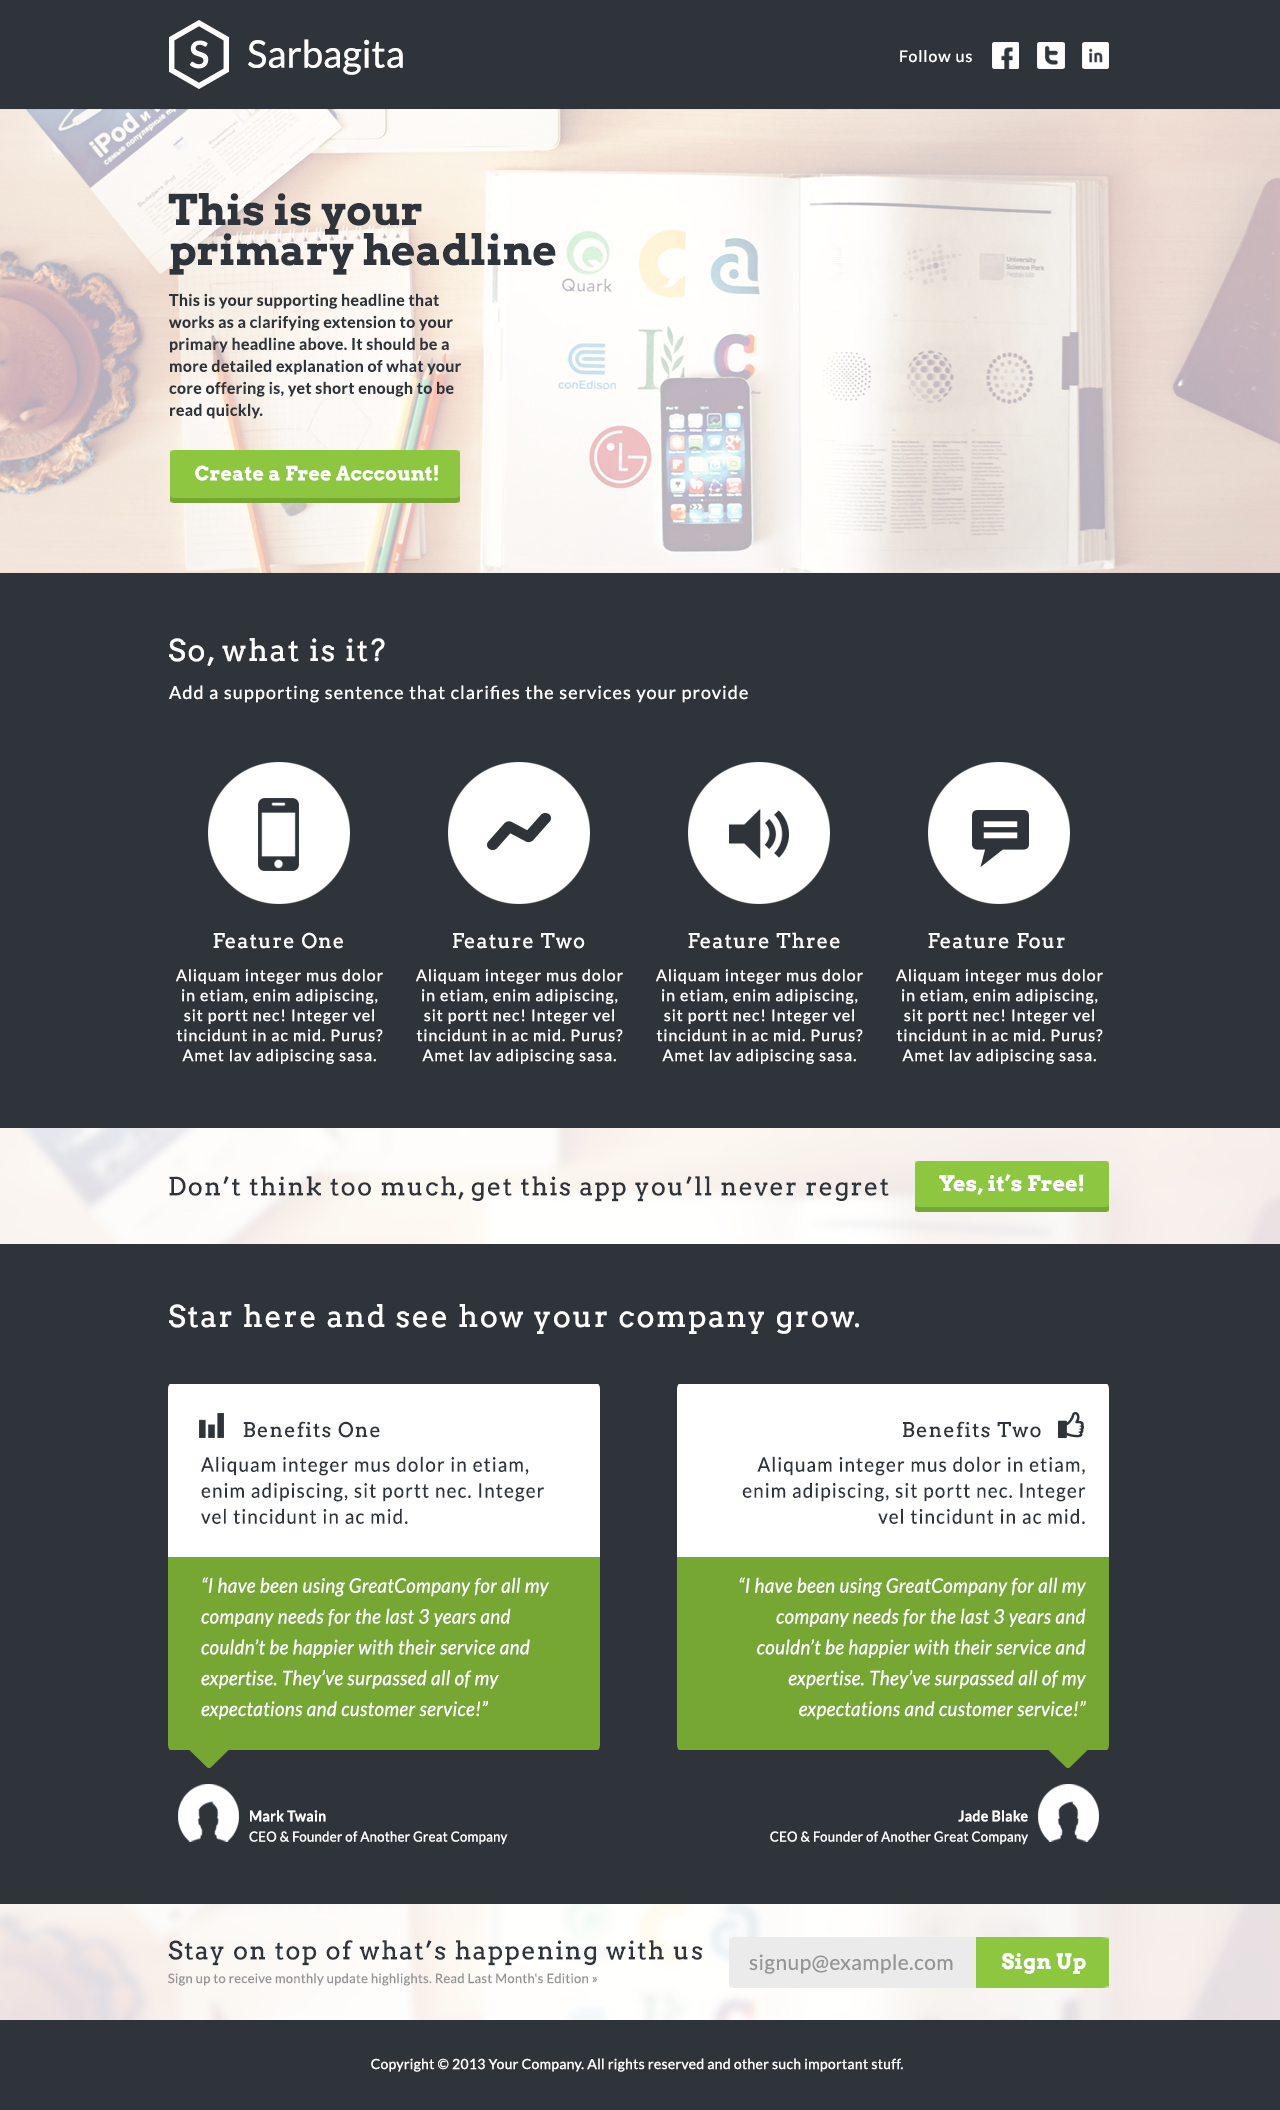 S Sarbagita
Follow us
iPod и
This is your
primary headline
This is your supporting headline that
works as a clarifying extension to your
primary headline above. It should be a
more detailed explanation of what your
core offering is, yet short enough to be
read quickly.
Create a Free Acccount!
Quark
conEdison
University
Science Park
So, what is it?
Add a supporting sentence that clarifies the services your provide
Feature One
Aliquam integer mus dolor
in etiam, enim adipiscing,
sit portt nec! Integer vel
tincidunt in ac mid. Purus?
Amet lav adipiscing sasa.
Feature Two
Aliquam integer mus dolor
in etiam, enim adipiscing,
sit portt nec! Integer vel
tincidunt in ac mid. Purus?
Amet lav adipiscing sasa.
Feature Three
Aliquam integer mus dolor
in etiam, enim adipiscing,
sit portt nec! Integer vel
tincidunt in ac mid. Purus?
Amet lav adipiscing sasa.
Feature Four
Aliquam integer mus dolor
in etiam, enim adipiscing,
sit portt nec! Integer vel
tincidunt in ac mid. Purus?
Amet lav adipiscing sasa.
Don’t think too much, get this app you’ll never regret
Yes, it’s Free!
Star here and see how your company grow.
Benefits One
Aliquam integer mus dolor in etiam,
enim adipiscing, sit portt nec. Integer
vel tincidunt in ac mid.
“I have been using GreatCompany for all my
company needs for the last 3 years and
couldn’t be happier with their service and
expertise. They’ve surpassed all of my
expectations and customer service!”
Mark Twain
CEO & Founder of Another Great Company
Benefits Two
Aliquam integer mus dolor in etiam,
enim adipiscing, sit portt nec. Integer
vel tincidunt in ac mid.
“I have been using GreatCompany for all my
company needs for the last 3 years and
couldn’t be happier with their service and
expertise. They’ve surpassed all of my
expectations and customer service!”
Jade Blake
CEO & Founder of Another Great Company
Stay on top of what’s happening with us
Sign up to receive monthly update highlights. Read Last Month's Edition »
signup@example.com
Sign Up
Copyright © 2013 Your Company. All rights reserved and other such important stuff.